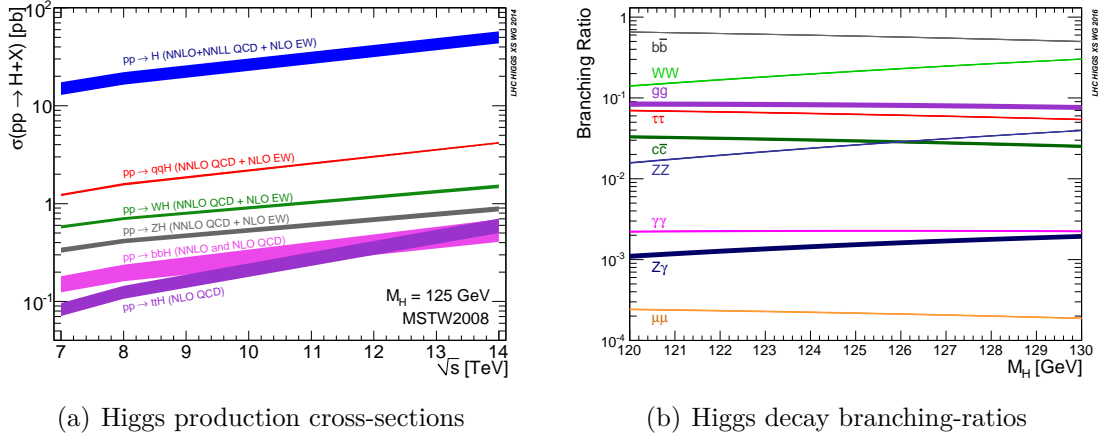 σ(pp → H+X) [pb]
10²
10
1
10⁻¹
pp → H (NNLO+NNLL QCD + NLO EW)
pp → qqH (NNLO QCD + NLO EW)
pp → WH (NNLO QCD + NLO EW)
pp → ZH (NNLO QCD + NLO EW)
pp → bbH (NNLO and NLO QCD)
pp → ttH (NLO QCD)
M_H = 125 GeV
MSTW2008
LHC HIGGS XS WG 2014
7 8 9 10 11 12 13 14
√s [TeV]
(a) Higgs production cross-sections
Branching Ratio
1
10⁻¹
10⁻²
10⁻³
10⁻⁴
bb̄
WW
gg
ττ
cc̄
ZZ
γγ
Zγ
μμ
LHC HIGGS XS WG 2016
120 121 122 123 124 125 126 127 128 129 130
M_H [GeV]
(b) Higgs decay branching-ratios